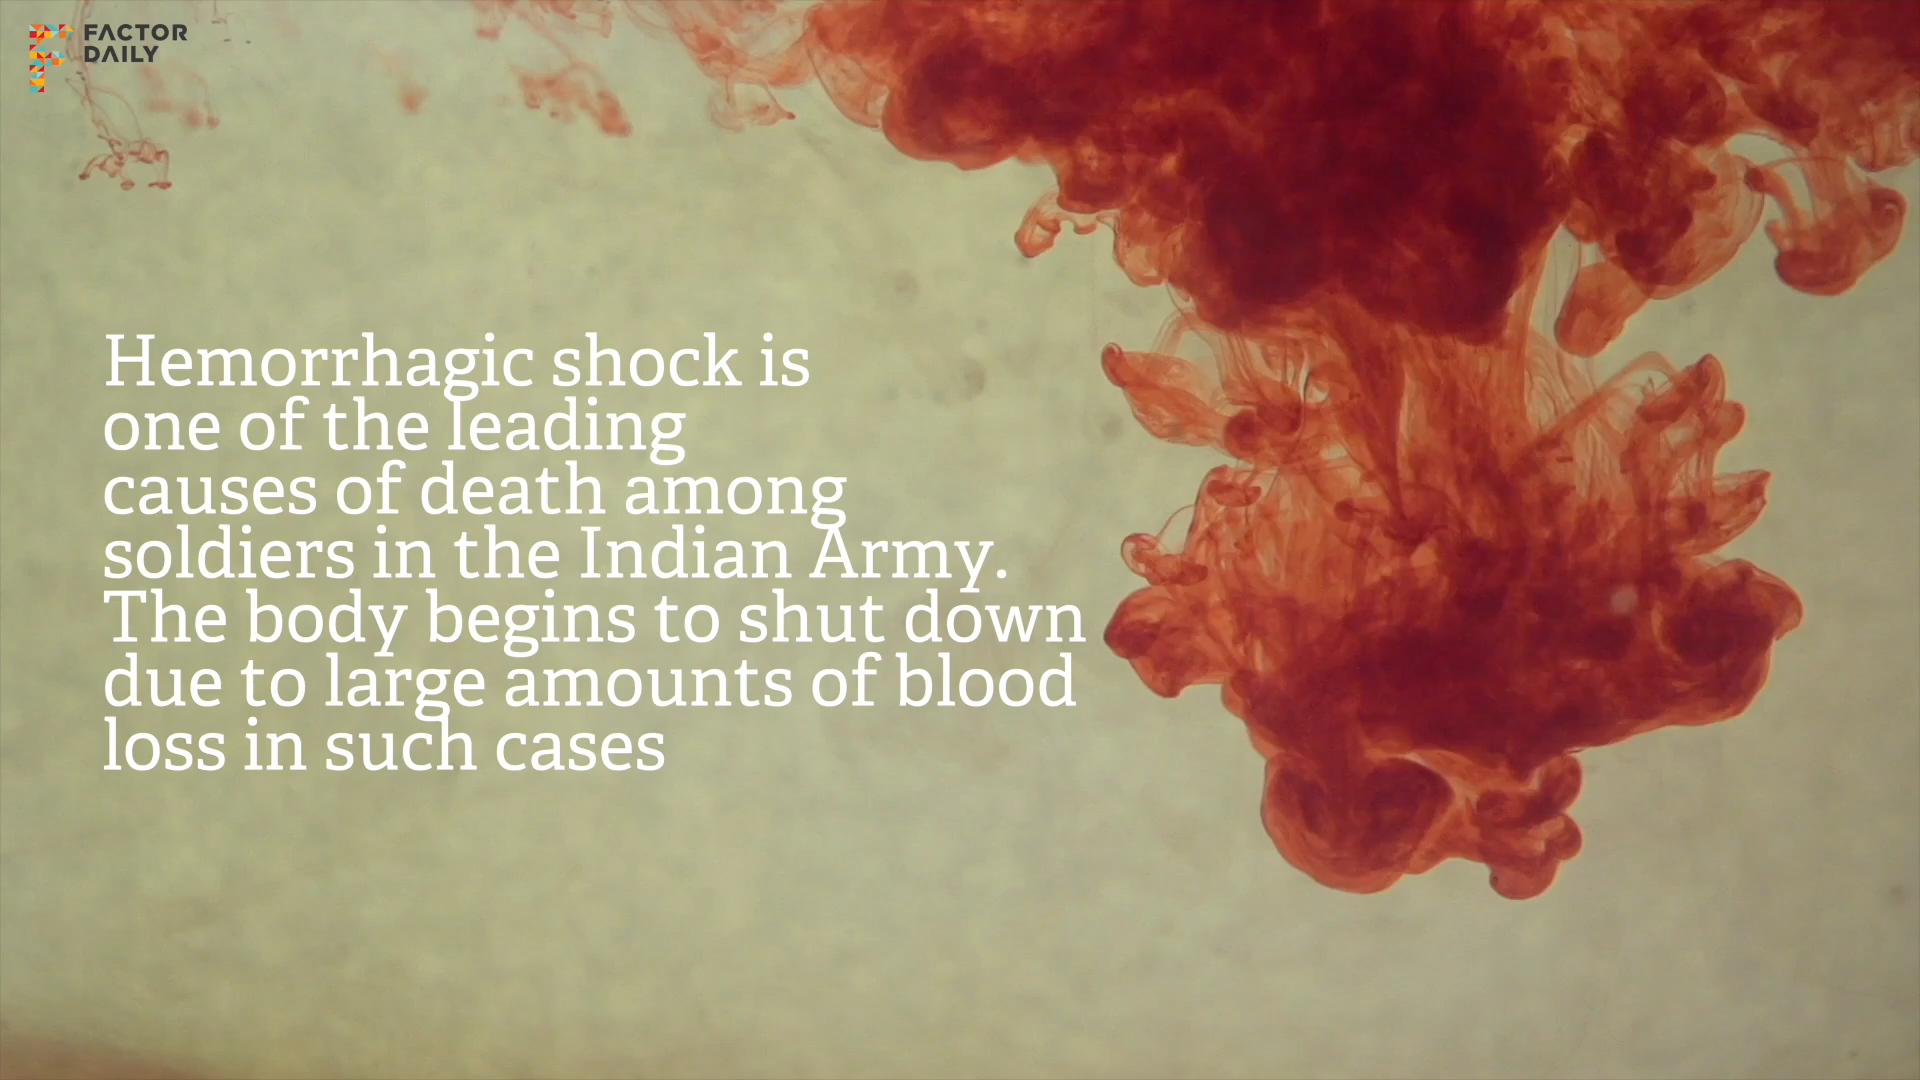 FACTOR
DAILY
Hemorrhagic shock is
one of the leading
causes of death among
soldiers in the Indian Army.
The body begins to shut down
due to large amounts of blood
loss in such cases